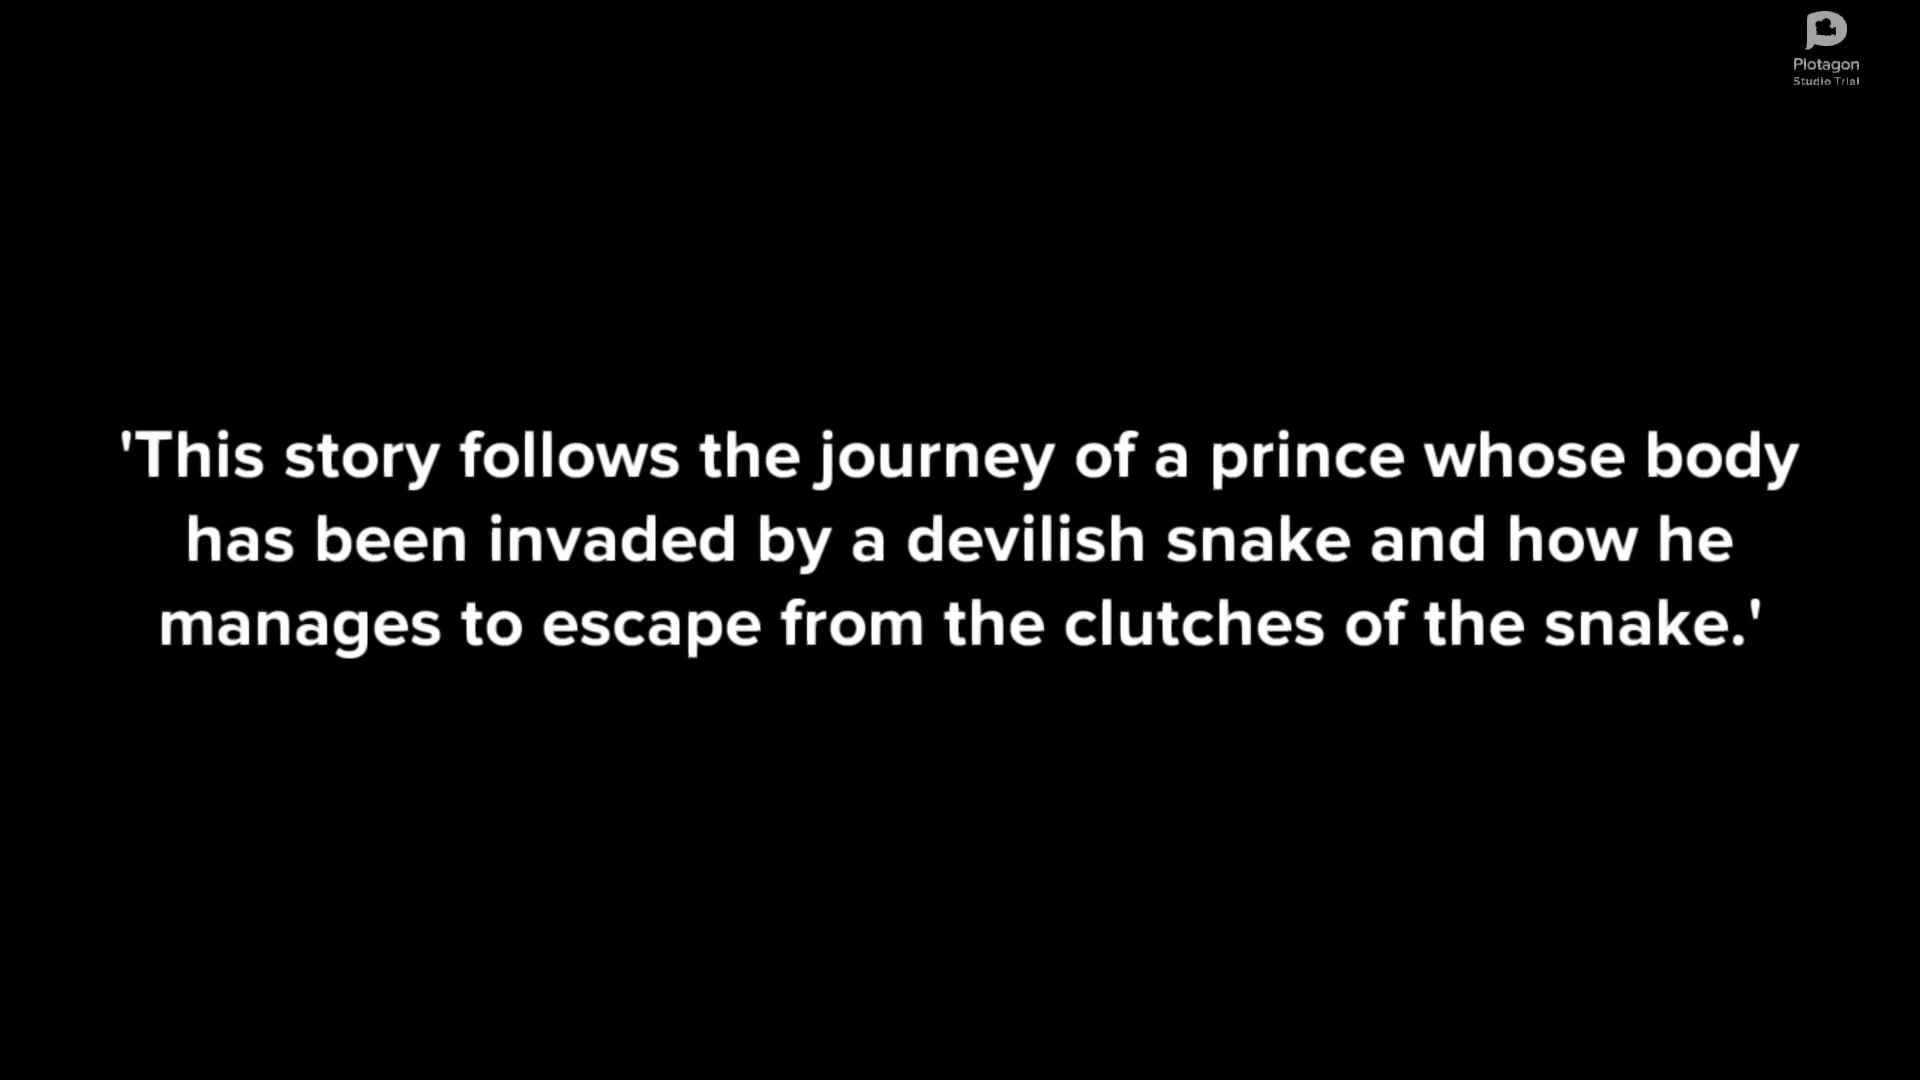 Plotagon
Studio Trial
'This story follows the journey of a prince whose body
has been invaded by a devilish snake and how he
manages to escape from the clutches of the snake.'